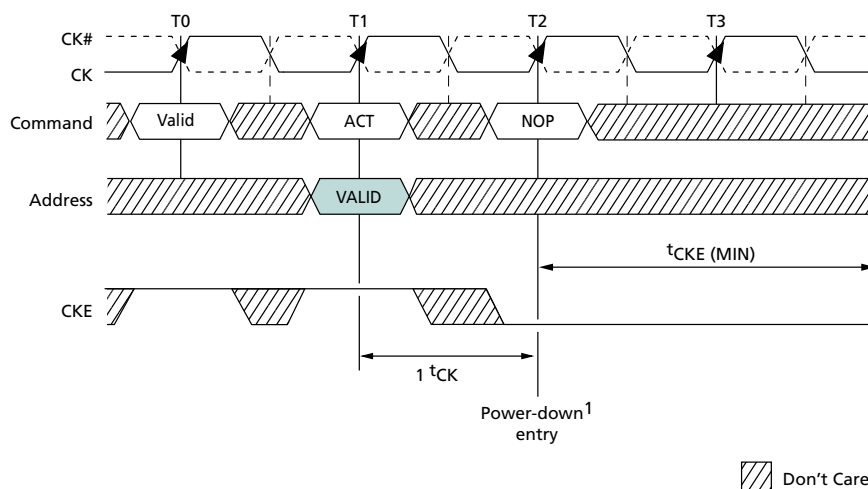 T0 T1 T2 T3
CK#
CK
Command Valid ACT NOP
Address VALID
tCKE (MIN)
CKE
1 tCK
Power-down1
entry
Don't Care